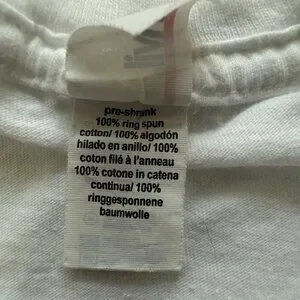 pre-shrunk
100% ring spun
cotton/ 100% algodón
hilado en anillo/ 100%
coton filé à l'anneau
100% cotone in catena
continua/ 100%
ringgesponnene
baumwolle